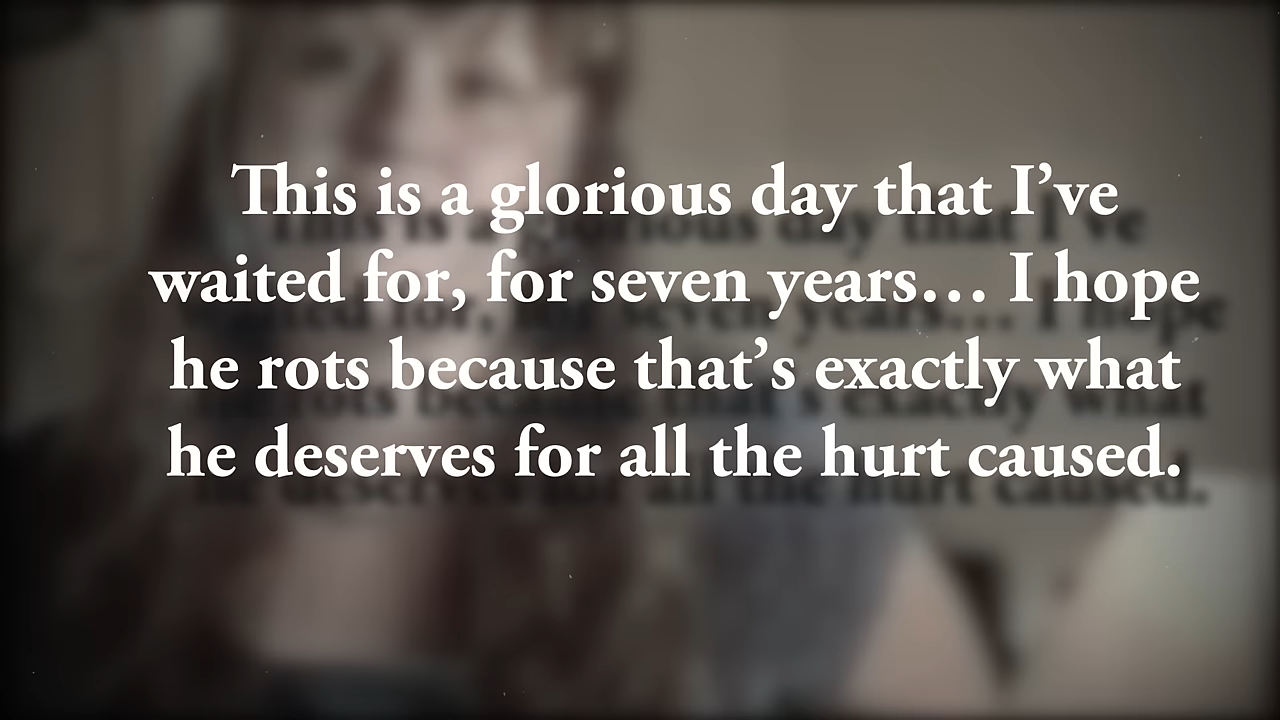 This is a glorious day that I’ve
waited for, for seven years… I hope
he rots because that’s exactly what
he deserves for all the hurt caused.